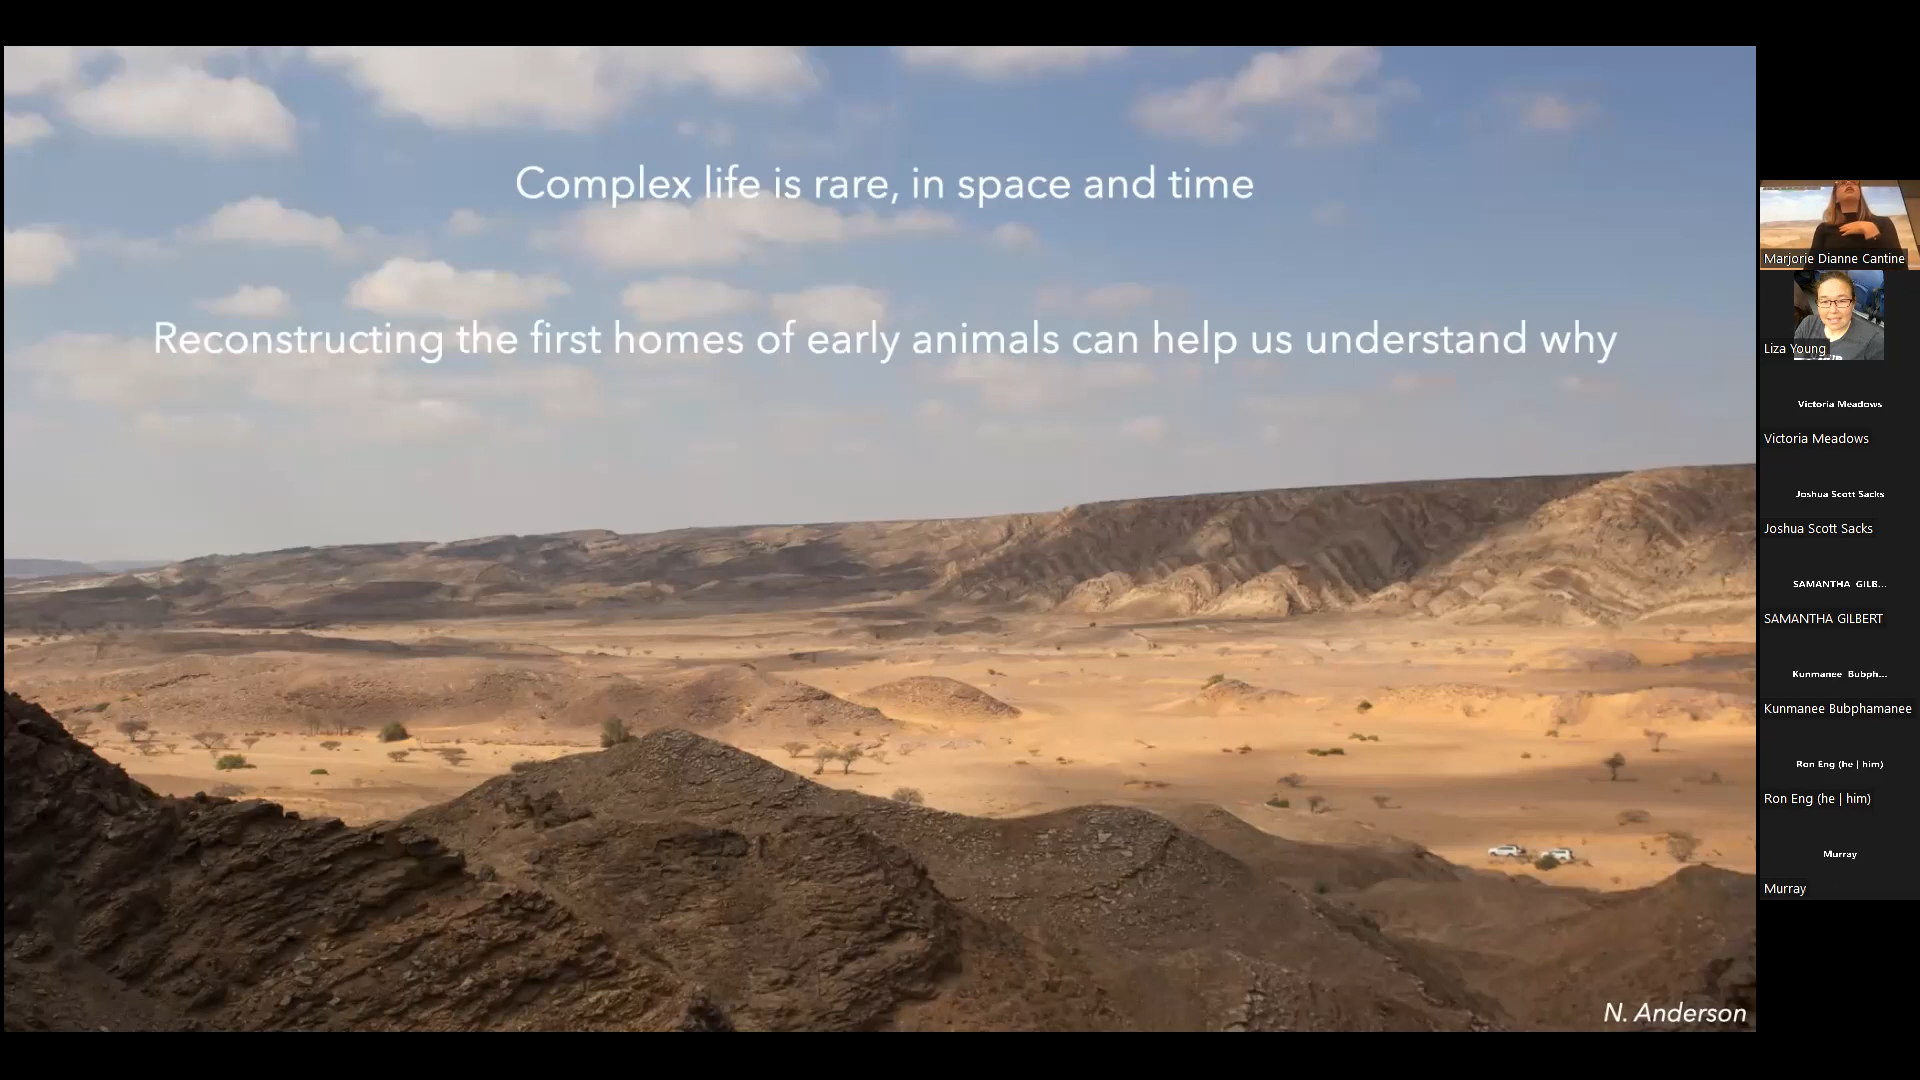 Complex life is rare, in space and time
Reconstructing the first homes of early animals can help us understand why
N. Anderson
Marjorie Dianne Cantine
Liza Young
Victoria Meadows
Victoria Meadows
Joshua Scott Sacks
Joshua Scott Sacks
SAMANTHA GILB...
SAMANTHA GILBERT
Kunmanee Bubph...
Kunmanee Bubphamanee
Ron Eng (he | him)
Ron Eng (he | him)
Murray
Murray